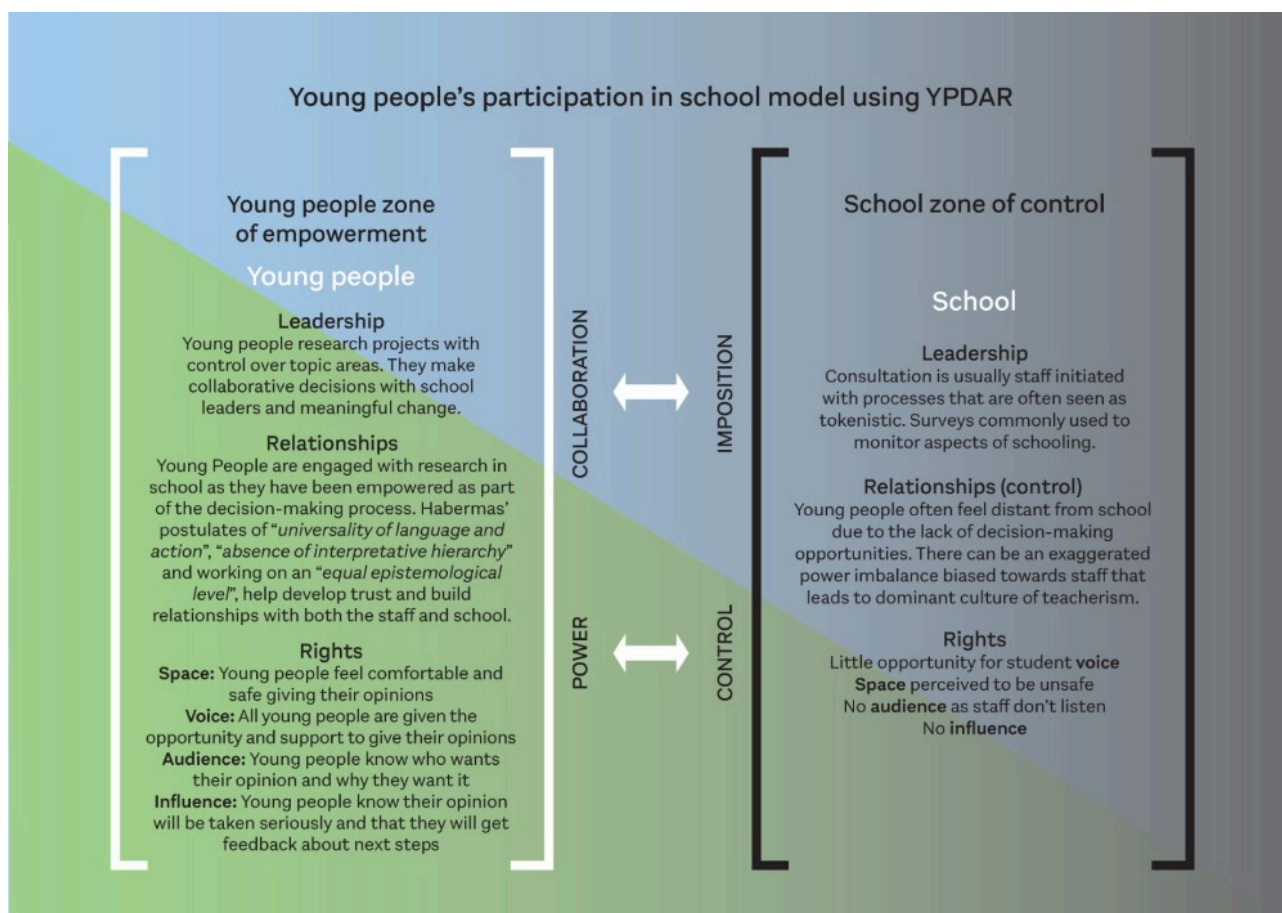 Young people's participation in school model using YPDAR
Young people zone
of empowerment
Young people
Leadership
Young people research projects with
control over topic areas. They make
collaborative decisions with school
leaders and meaningful change.
Relationships
Young People are engaged with research in
school as they have been empowered as part
of the decision-making process. Habermas'
postulates of “universality of language and
action”, “absence of interpretative hierarchy”
and working on an “equal epistemological
level”, help develop trust and build
relationships with both the staff and school.
Rights
Space: Young people feel comfortable and
safe giving their opinions
Voice: All young people are given the
opportunity and support to give their opinions
Audience: Young people know who wants
their opinion and why they want it
Influence: Young people know their opinion
will be taken seriously and that they will get
feedback about next steps
COLLABORATION
IMPOSITION
POWER
CONTROL
School zone of control
School
Leadership
Consultation is usually staff initiated
with processes that are often seen as
tokenistic. Surveys commonly used to
monitor aspects of schooling.
Relationships (control)
Young people often feel distant from school
due to the lack of decision-making
opportunities. There can be an exaggerated
power imbalance biased towards staff that
leads to dominant culture of teacherism.
Rights
Little opportunity for student voice
Space perceived to be unsafe
No audience as staff don't listen
No influence